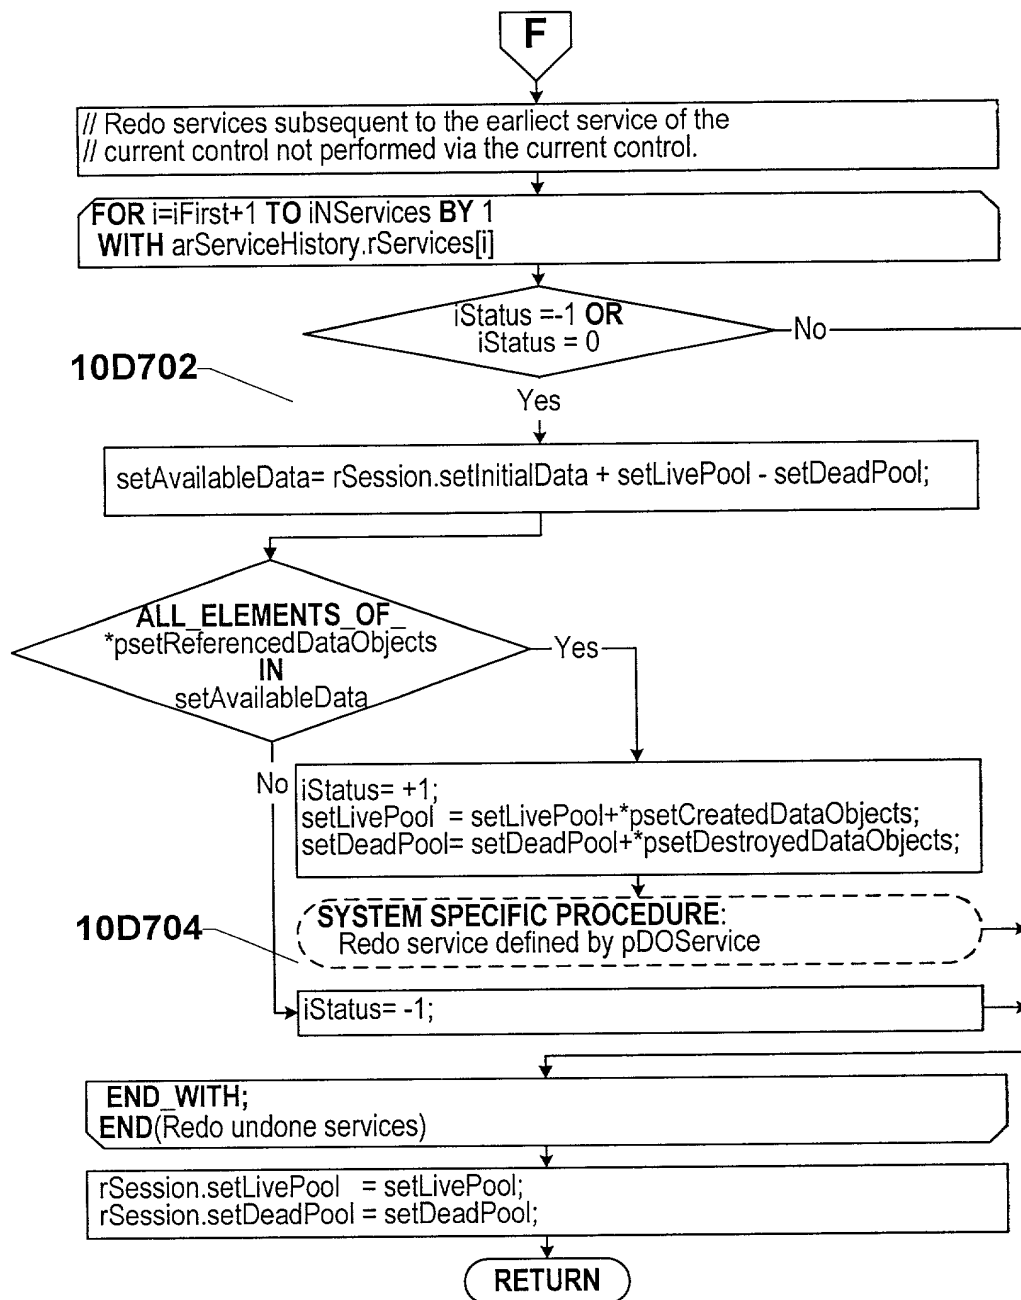 F
// Redo services subsequent to the earliect service of the
// current control not performed via the current control.
FOR i=iFirst+1 TO iNServices BY 1
WITH arServiceHistory.rServices[i]
iStatus =-1 OR
iStatus = 0
No
10D702
Yes
setAvailableData= rSession.setInitialData + setLivePool - setDeadPool;
ALL_ELEMENTS_OF_
*psetReferencedDataObjects
IN
setAvailableData
Yes
No
iStatus= +1;
setLivePool = setLivePool+*psetCreatedDataObjects;
setDeadPool= setDeadPool+*psetDestroyedDataObjects;
10D704
SYSTEM SPECIFIC PROCEDURE:
Redo service defined by pDOService
iStatus= -1;
END_WITH;
END(Redo undone services)
rSession.setLivePool = setLivePool;
rSession.setDeadPool = setDeadPool;
RETURN